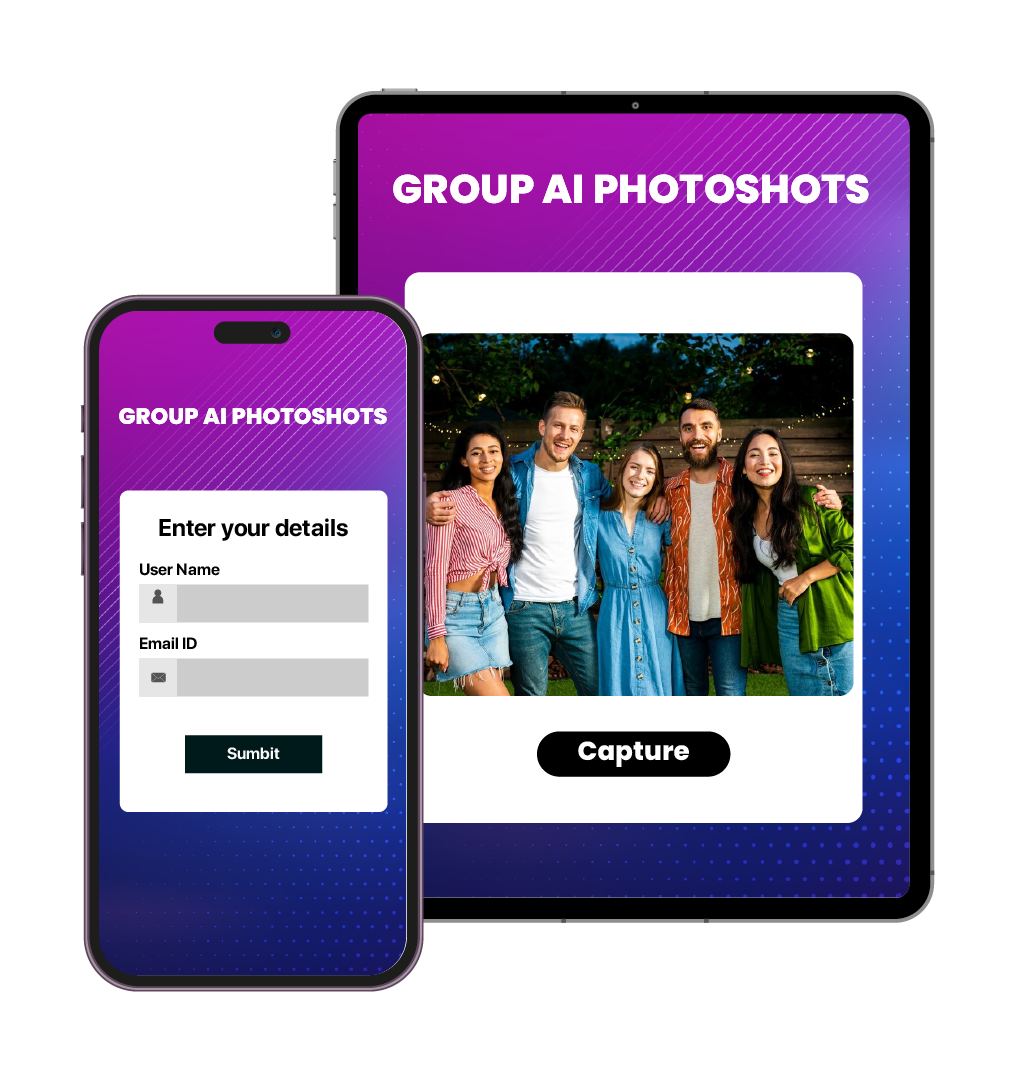 GROUP AI PHOTOSHOTS
Capture
GROUP AI PHOTOSHOTS
Enter your details
User Name
Email ID
Sumbit